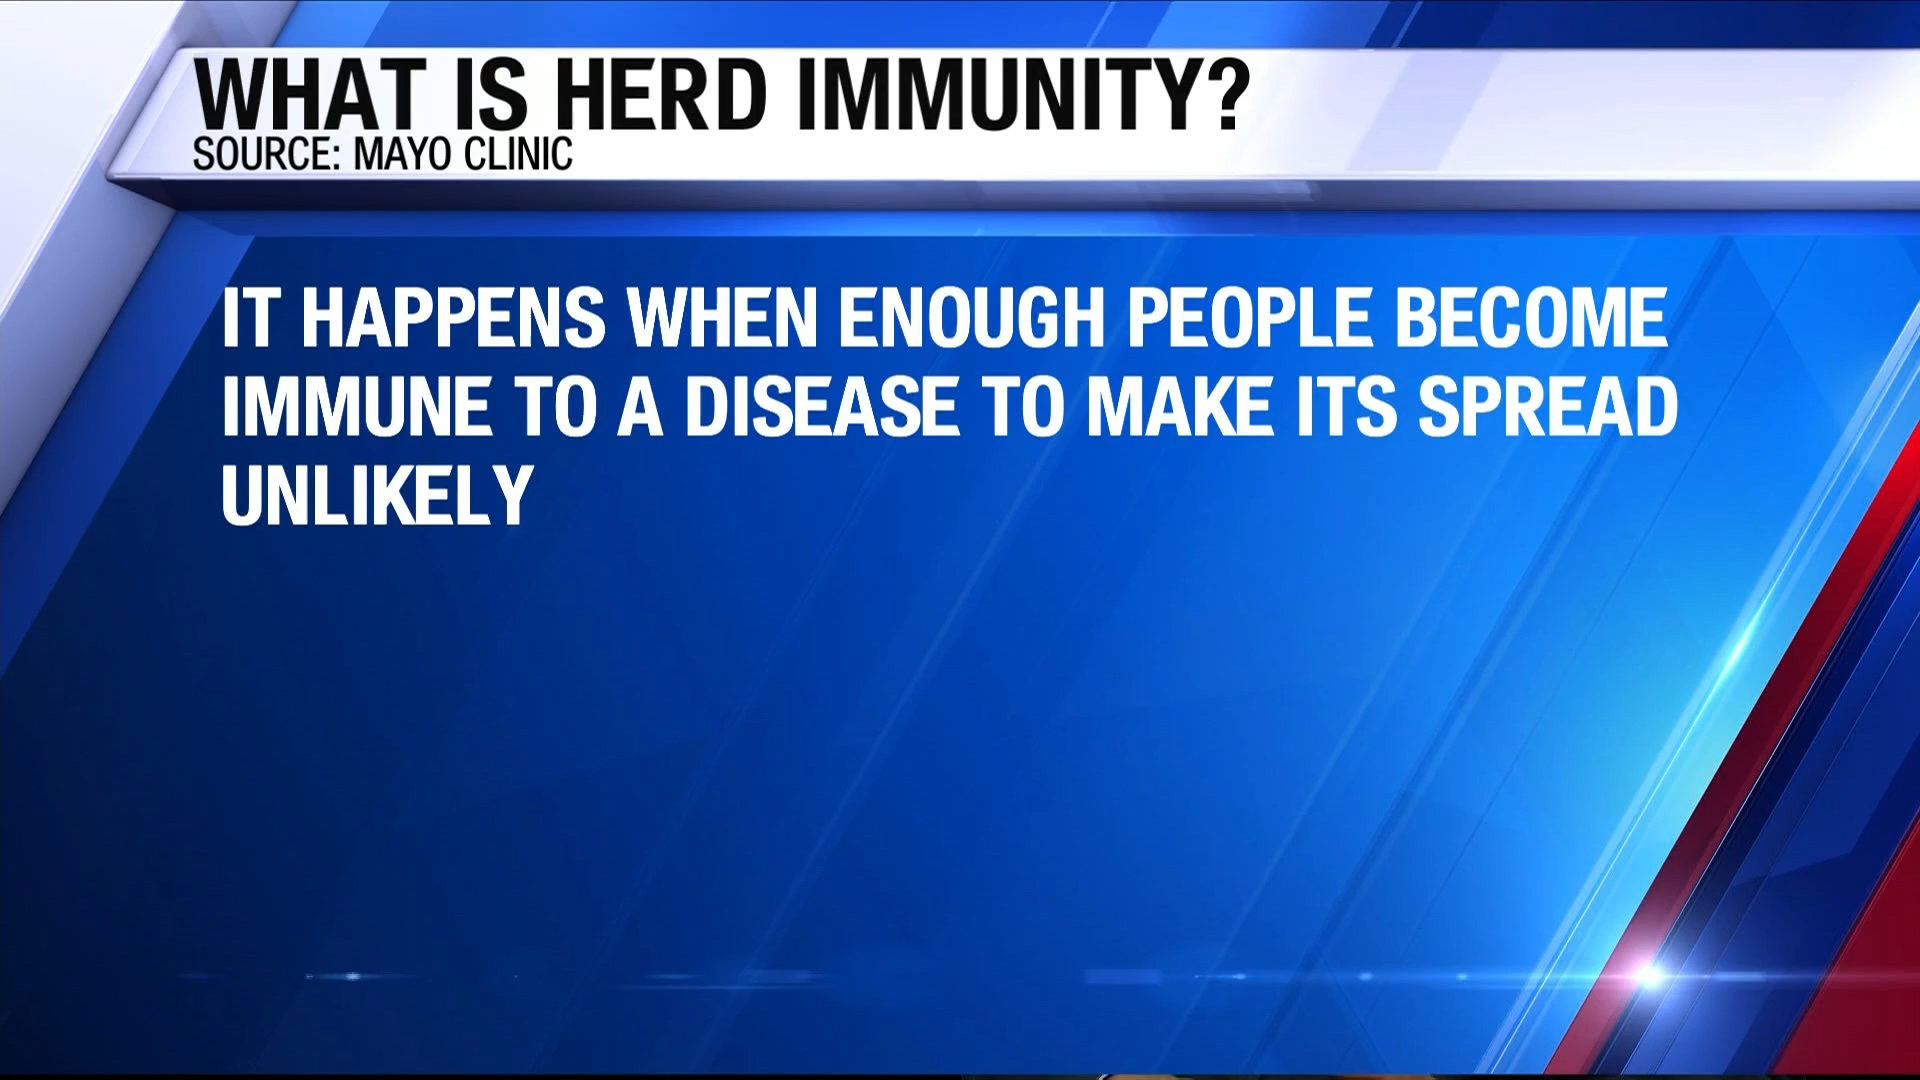 WHAT IS HERD IMMUNITY?
SOURCE: MAYO CLINIC
IT HAPPENS WHEN ENOUGH PEOPLE BECOME
IMMUNE TO A DISEASE TO MAKE ITS SPREAD
UNLIKELY